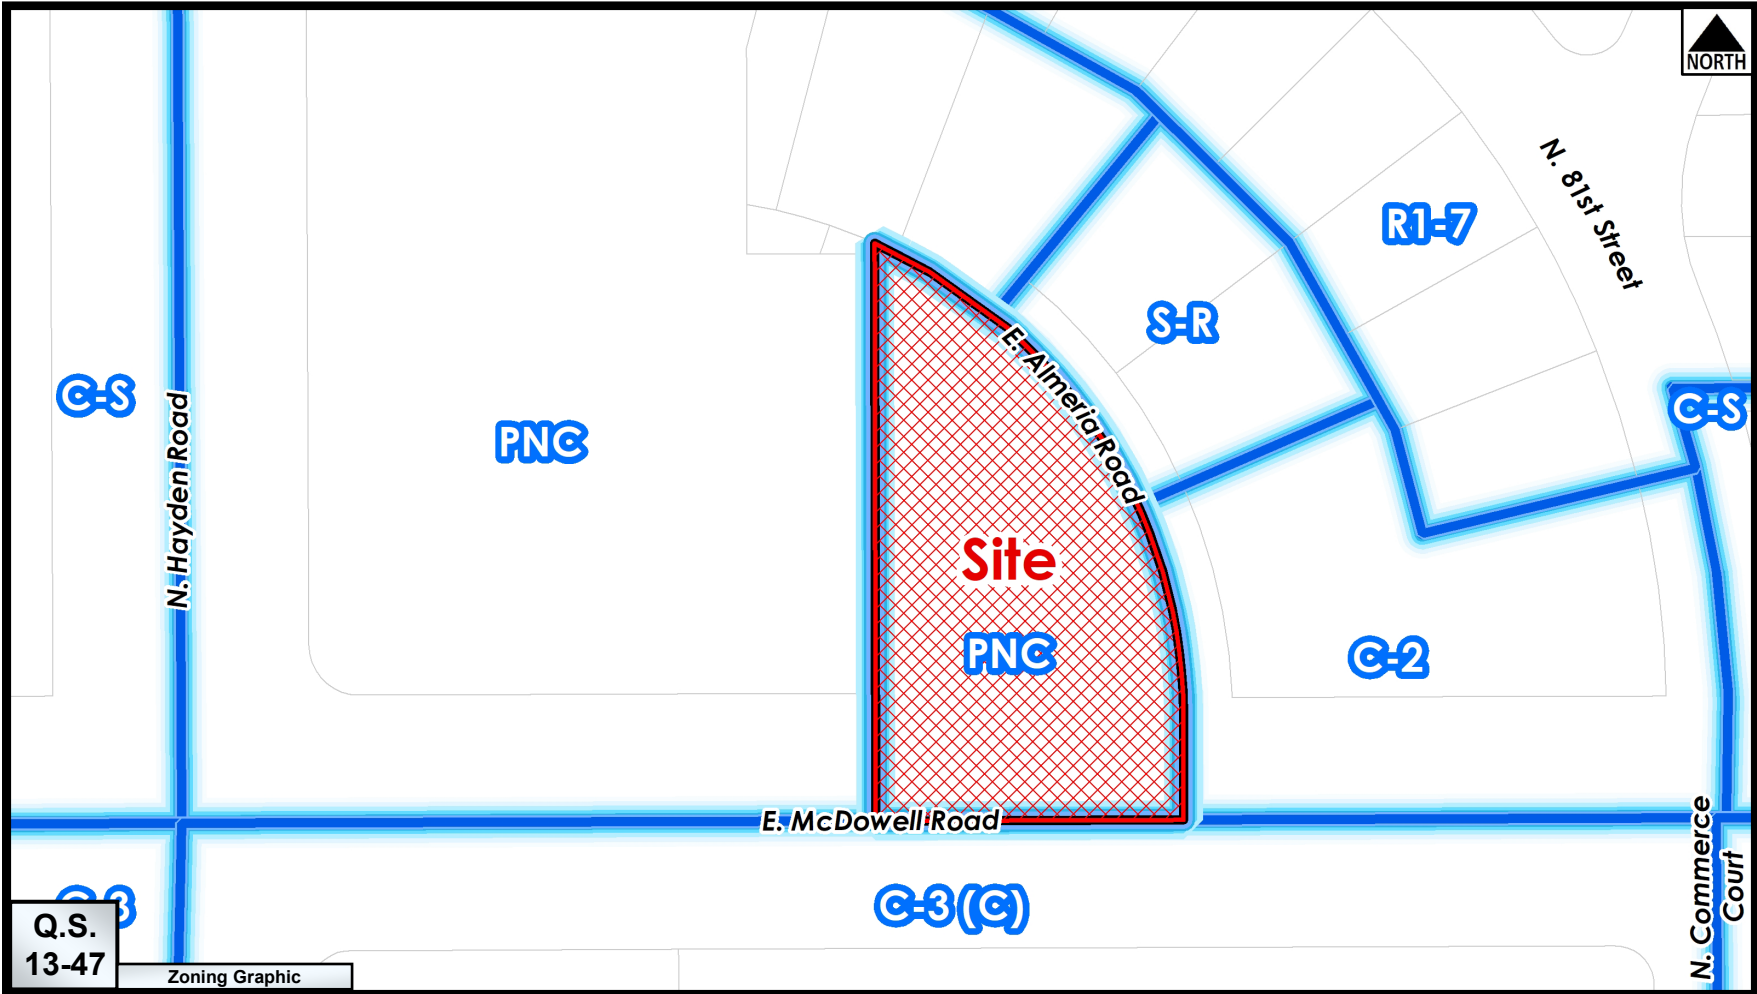 NORTH
N. 81st Street
R1-7
S-R
E. Almeria Road
C-S
C-S
N. Hayden Road
PNC
Site
PNC
C-2
E. McDowell Road
C-3
C-3 (C)
N. Commerce
Court
Q.S.
13-47
Zoning Graphic